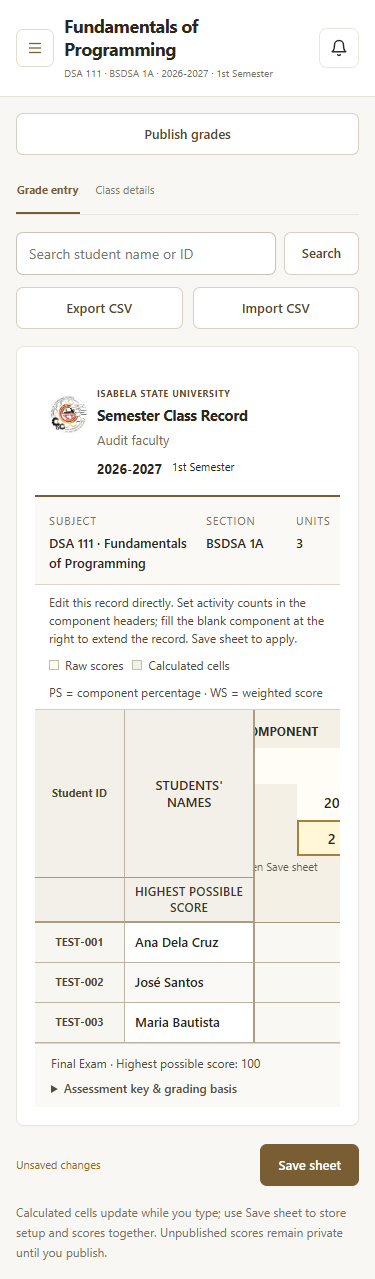 Fundamentals of
Programming
DSA 111 · BSDSA 1A · 2026-2027 · 1st Semester
Publish grades
Grade entry
Class details
Search student name or ID
Search
Export CSV
Import CSV
ISABELA STATE UNIVERSITY
Semester Class Record
Audit faculty
2026-2027 1st Semester
SUBJECT SECTION UNITS
DSA 111 · Fundamentals BSDSA 1A 3
of Programming
Edit this record directly. Set activity counts in the
component headers; fill the blank component at the
right to extend the record. Save sheet to apply.
Raw scores Calculated cells
PS = component percentage · WS = weighted score
OMPONENT
Student ID
STUDENTS'
NAMES
20
2
en Save sheet
HIGHEST POSSIBLE
SCORE
TEST-001 Ana Dela Cruz
TEST-002 José Santos
TEST-003 Maria Bautista
Final Exam · Highest possible score: 100
Assessment key & grading basis
Unsaved changes
Save sheet
Calculated cells update while you type; use Save sheet to store
setup and scores together. Unpublished scores remain private
until you publish.